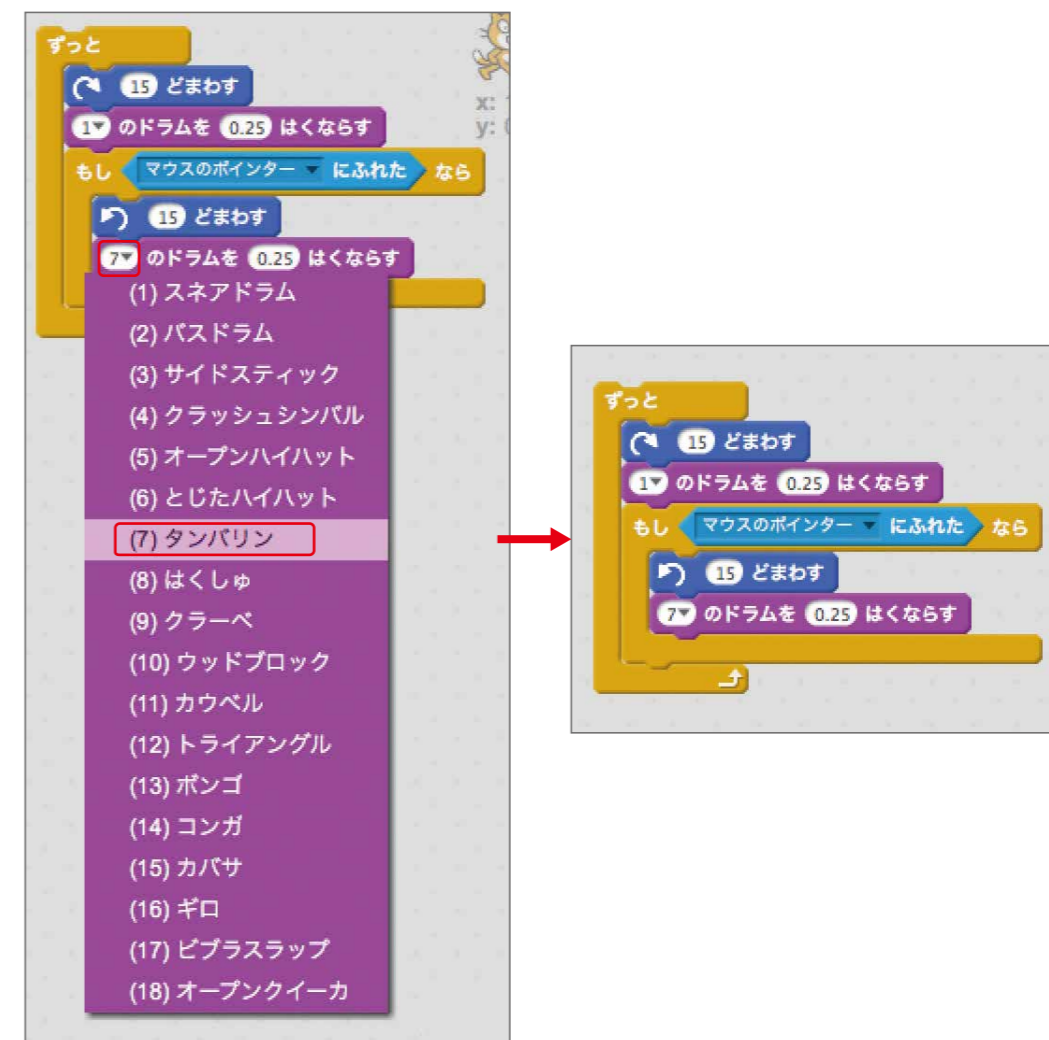 ずっと
15 どまわす
x: 
y: 
1 のドラムを 0.25 はくならす
もし マウスのポインター にふれた なら
15 どまわす
7 のドラムを 0.25 はくならす
(1) スネアドラム
(2) バスドラム
(3) サイドスティック
(4) クラッシュシンバル
(5) オープンハイハット
(6) とじたハイハット
(7) タンバリン
(8) はくしゅ
(9) クラーベ
(10) ウッドブロック
(11) カウベル
(12) トライアングル
(13) ボンゴ
(14) コンガ
(15) カバサ
(16) ギロ
(17) ビブラスラップ
(18) オープンクイーカ
ずっと
15 どまわす
1 のドラムを 0.25 はくならす
もし マウスのポインター にふれた なら
15 どまわす
7 のドラムを 0.25 はくならす